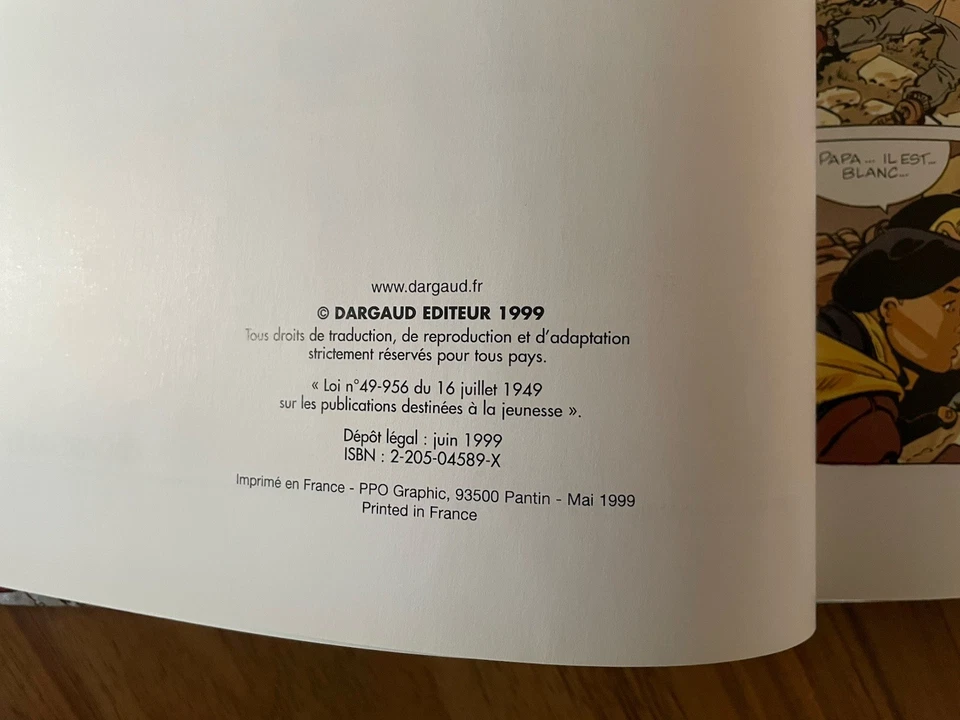 www.dargaud.fr
© DARGAUD EDITEUR 1999
Tous droits de traduction, de reproduction et d'adaptation
strictement réservés pour tous pays.
« Loi n°49-956 du 16 juillet 1949
sur les publications destinées à la jeunesse ».
Dépôt légal : juin 1999
ISBN : 2-205-04589-X
Imprimé en France - PPO Graphic, 93500 Pantin - Mai 1999
Printed in France
PAPA... IL EST...
BLANC...